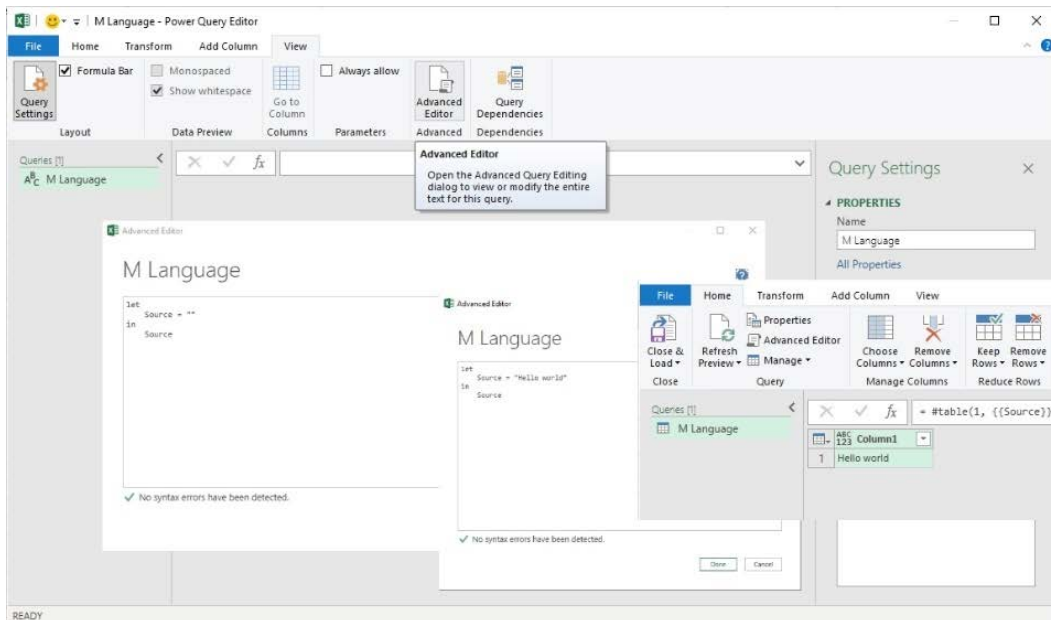 M Language - Power Query Editor
File Home Transform Add Column View
Query Settings
Formula Bar
Layout
Monospaced
Show whitespace
Data Preview
Go to Column
Columns
Always allow
Parameters
Advanced Editor
Advanced
Query Dependencies
Dependencies
Queries [1]
ABC M Language
fx
Advanced Editor
Open the Advanced Query Editing
dialog to view or modify the entire
text for this query.
Query Settings
PROPERTIES
Name
M Language
All Properties
Advanced Editor
M Language
let
Source = ""
in
Source
No syntax errors have been detected.
Advanced Editor
M Language
let
Source = "Hello world"
in
Source
No syntax errors have been detected.
Done Cancel
File Home Transform Add Column View
Close & Load
Close
Refresh Preview
Properties
Advanced Editor
Manage
Query
Choose Columns
Remove Columns
Manage Columns
Keep Rows
Remove Rows
Reduce Rows
Queries [1]
M Language
fx = #table(1, {{Source}}
ABC 123 Column1
1 Hello world
READY